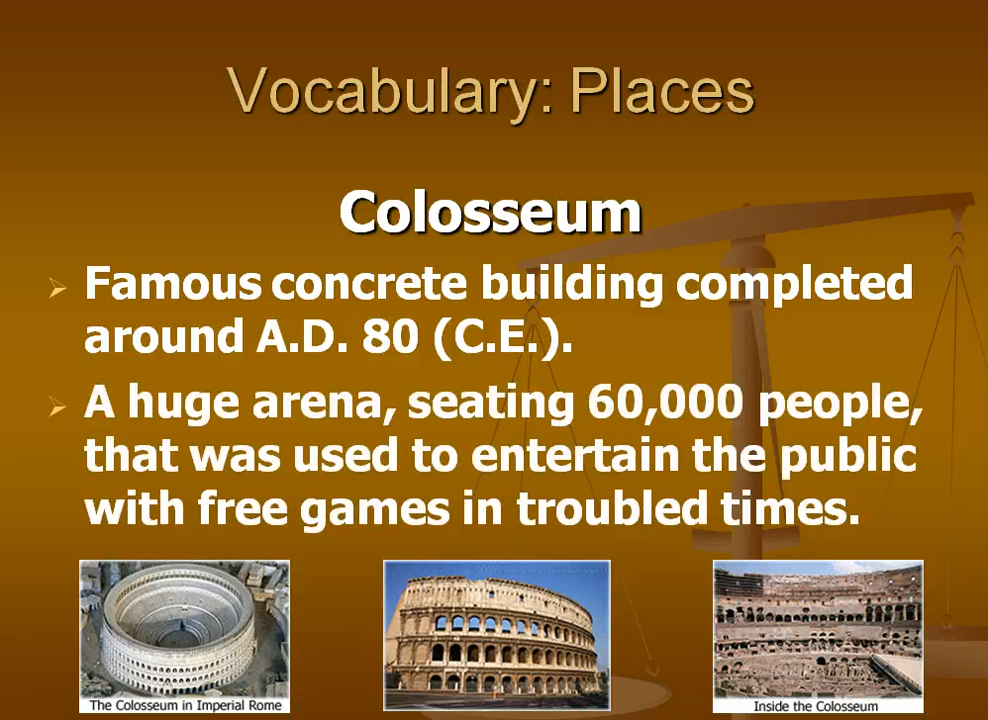 Vocabulary: Places
Colosseum
Famous concrete building completed
around A.D. 80 (C.E.).
A huge arena, seating 60,000 people,
that was used to entertain the public
with free games in troubled times.
The Colosseum in Imperial Rome
Inside the Colosseum